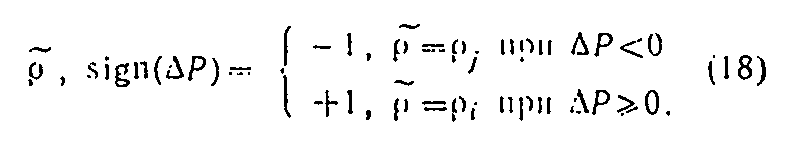 ρ̃ , sign(ΔP) = { −1, ρ̃ = ρⱼ при ΔP<0
+1, ρ̃ = ρᵢ при ΔP⩾0. (18)